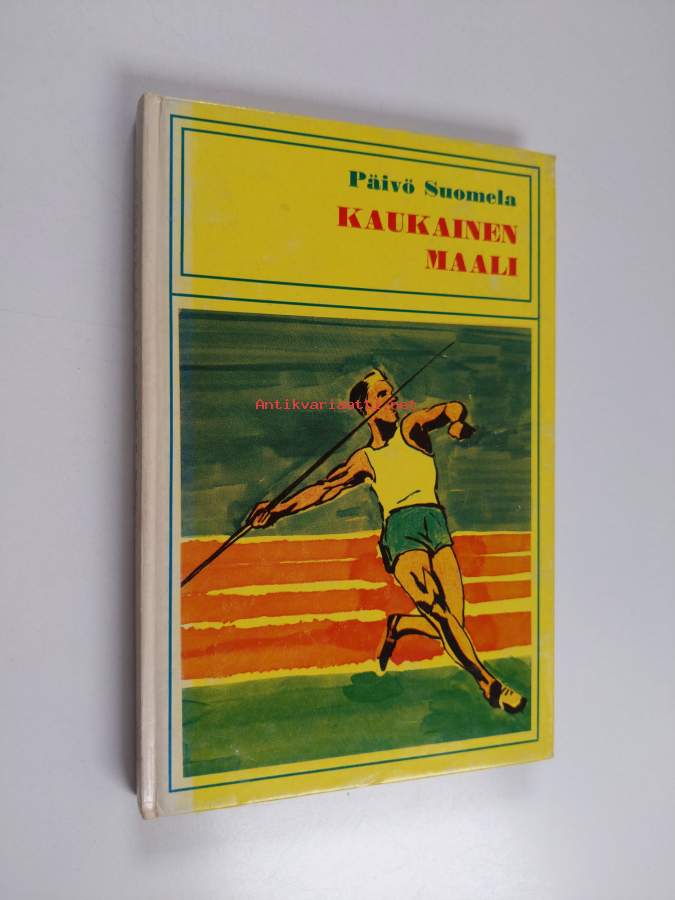 Päivö Suomela
KAUKAINEN
MAALI
Antikvariaatti.net